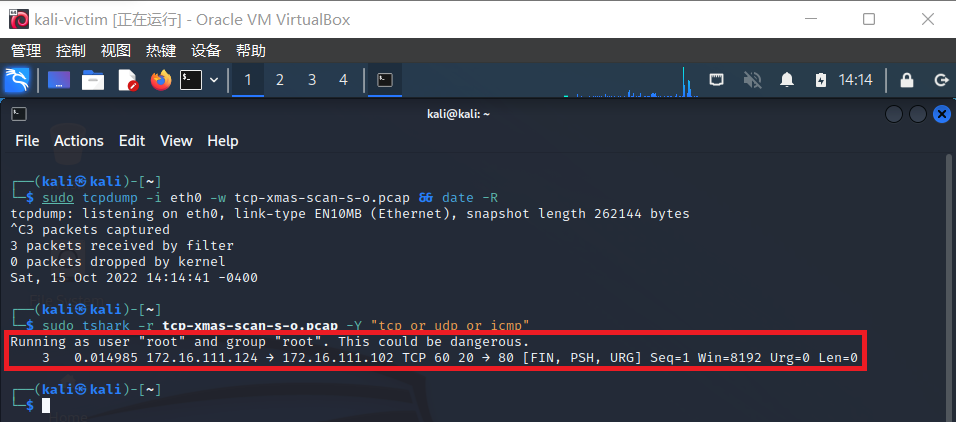 kali-victim [正在运行] - Oracle VM VirtualBox
管理 控制 视图 热键 设备 帮助
1 2 3 4 14:14
kali@kali: ~
File Actions Edit View Help
┌──(kali㉿kali)-[~]
└─$ sudo tcpdump -i eth0 -w tcp-xmas-scan-s-o.pcap && date -R
tcpdump: listening on eth0, link-type EN10MB (Ethernet), snapshot length 262144 bytes
^C3 packets captured
3 packets received by filter
0 packets dropped by kernel
Sat, 15 Oct 2022 14:14:41 -0400
┌──(kali㉿kali)-[~]
└─$ sudo tshark -r tcp-xmas-scan-s-o.pcap -Y "tcp or udp or icmp"
Running as user "root" and group "root". This could be dangerous.
3 0.014985 172.16.111.124 → 172.16.111.102 TCP 60 20 → 80 [FIN, PSH, URG] Seq=1 Win=8192 Urg=0 Len=0
┌──(kali㉿kali)-[~]
└─$
Home